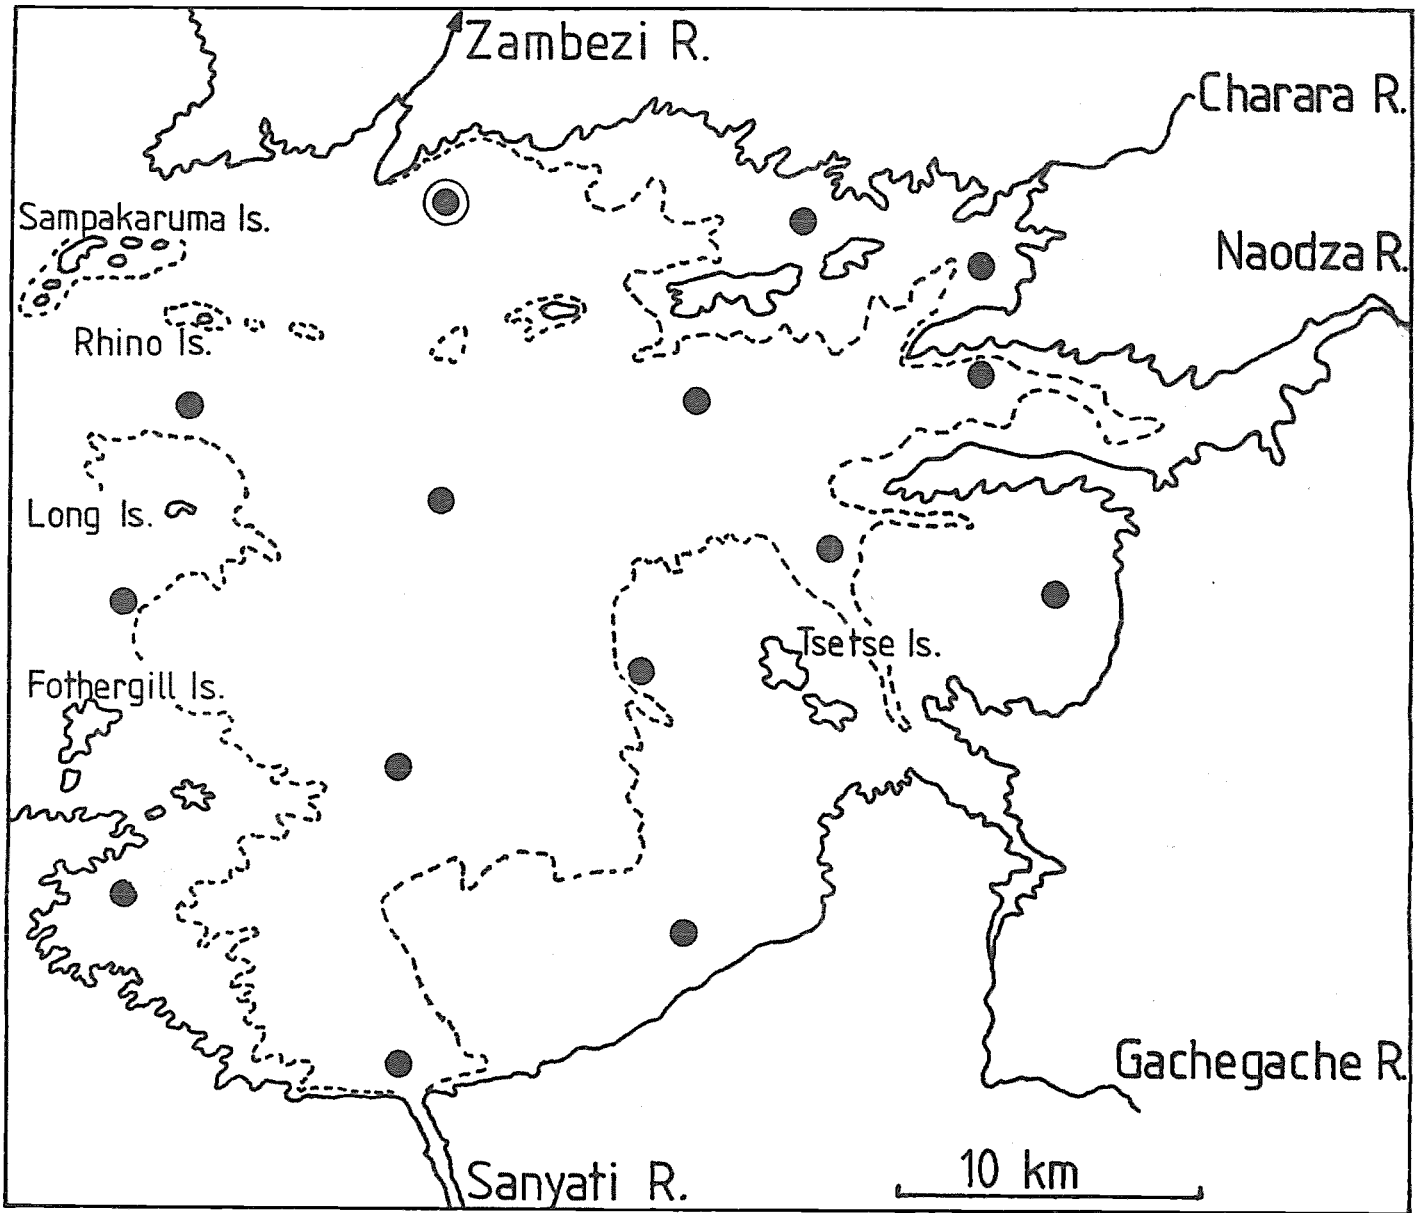 Zambezi R.
Charara R.
Sampakaruma Is.
Naodza R.
Rhino Is.
Long Is.
Tsetse Is.
Fothergill Is.
Gachegache R.
10 km
Sanyati R.